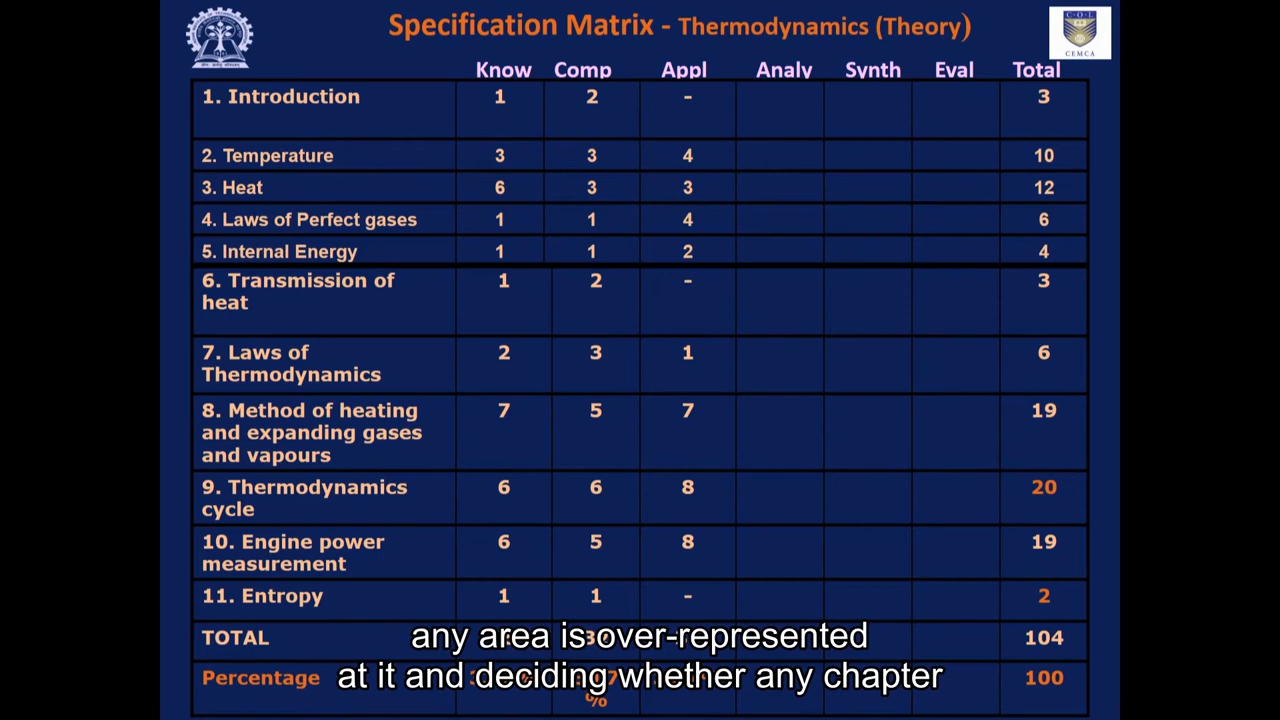 Specification Matrix - Thermodynamics (Theory)
C·O·L
CEMCA
Know Comp Appl Analy Synth Eval Total
1. Introduction 1 2 - 3
2. Temperature 3 3 4 10
3. Heat 6 3 3 12
4. Laws of Perfect gases 1 1 4 6
5. Internal Energy 1 1 2 4
6. Transmission of 1 2 - 3
heat
7. Laws of 2 3 1 6
Thermodynamics
8. Method of heating 7 5 7 19
and expanding gases
and vapours
9. Thermodynamics 6 6 8 20
cycle
10. Engine power 6 5 8 19
measurement
11. Entropy 1 1 - 2
TOTAL 104
any area is over-represented
Percentage 100
at it and deciding whether any chapter
%